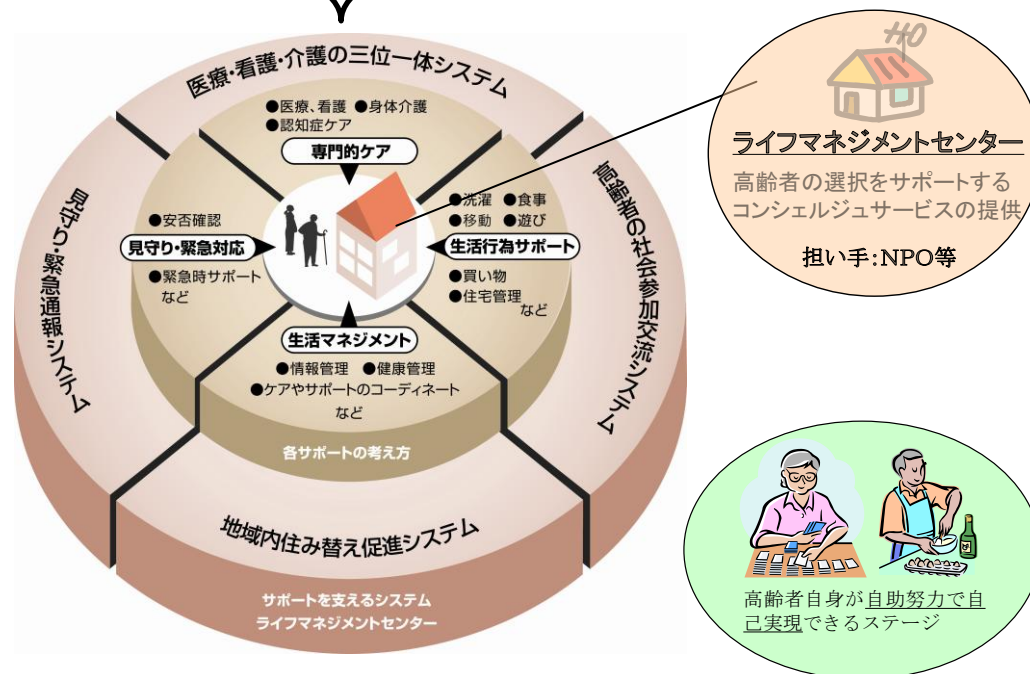 医療・看護・介護の三位一体システム
●医療、看護 ●身体介護
●認知症ケア
専門的ケア
見守り・緊急通報システム
●安否確認
見守り・緊急対応
●緊急時サポート
など
高齢者の社会参加交流システム
●洗濯 ●食事
●移動 ●遊び
生活行為サポート
●買い物
●住宅管理
など
生活マネジメント
●情報管理 ●健康管理
●ケアやサポートのコーディネート
など
各サポートの考え方
地域内住み替え促進システム
サポートを支えるシステム
ライフマネジメントセンター
HO
ライフマネジメントセンター
高齢者の選択をサポートする
コンシェルジュサービスの提供
担い手:NPO等
高齢者自身が自助努力で自
己実現できるステージ